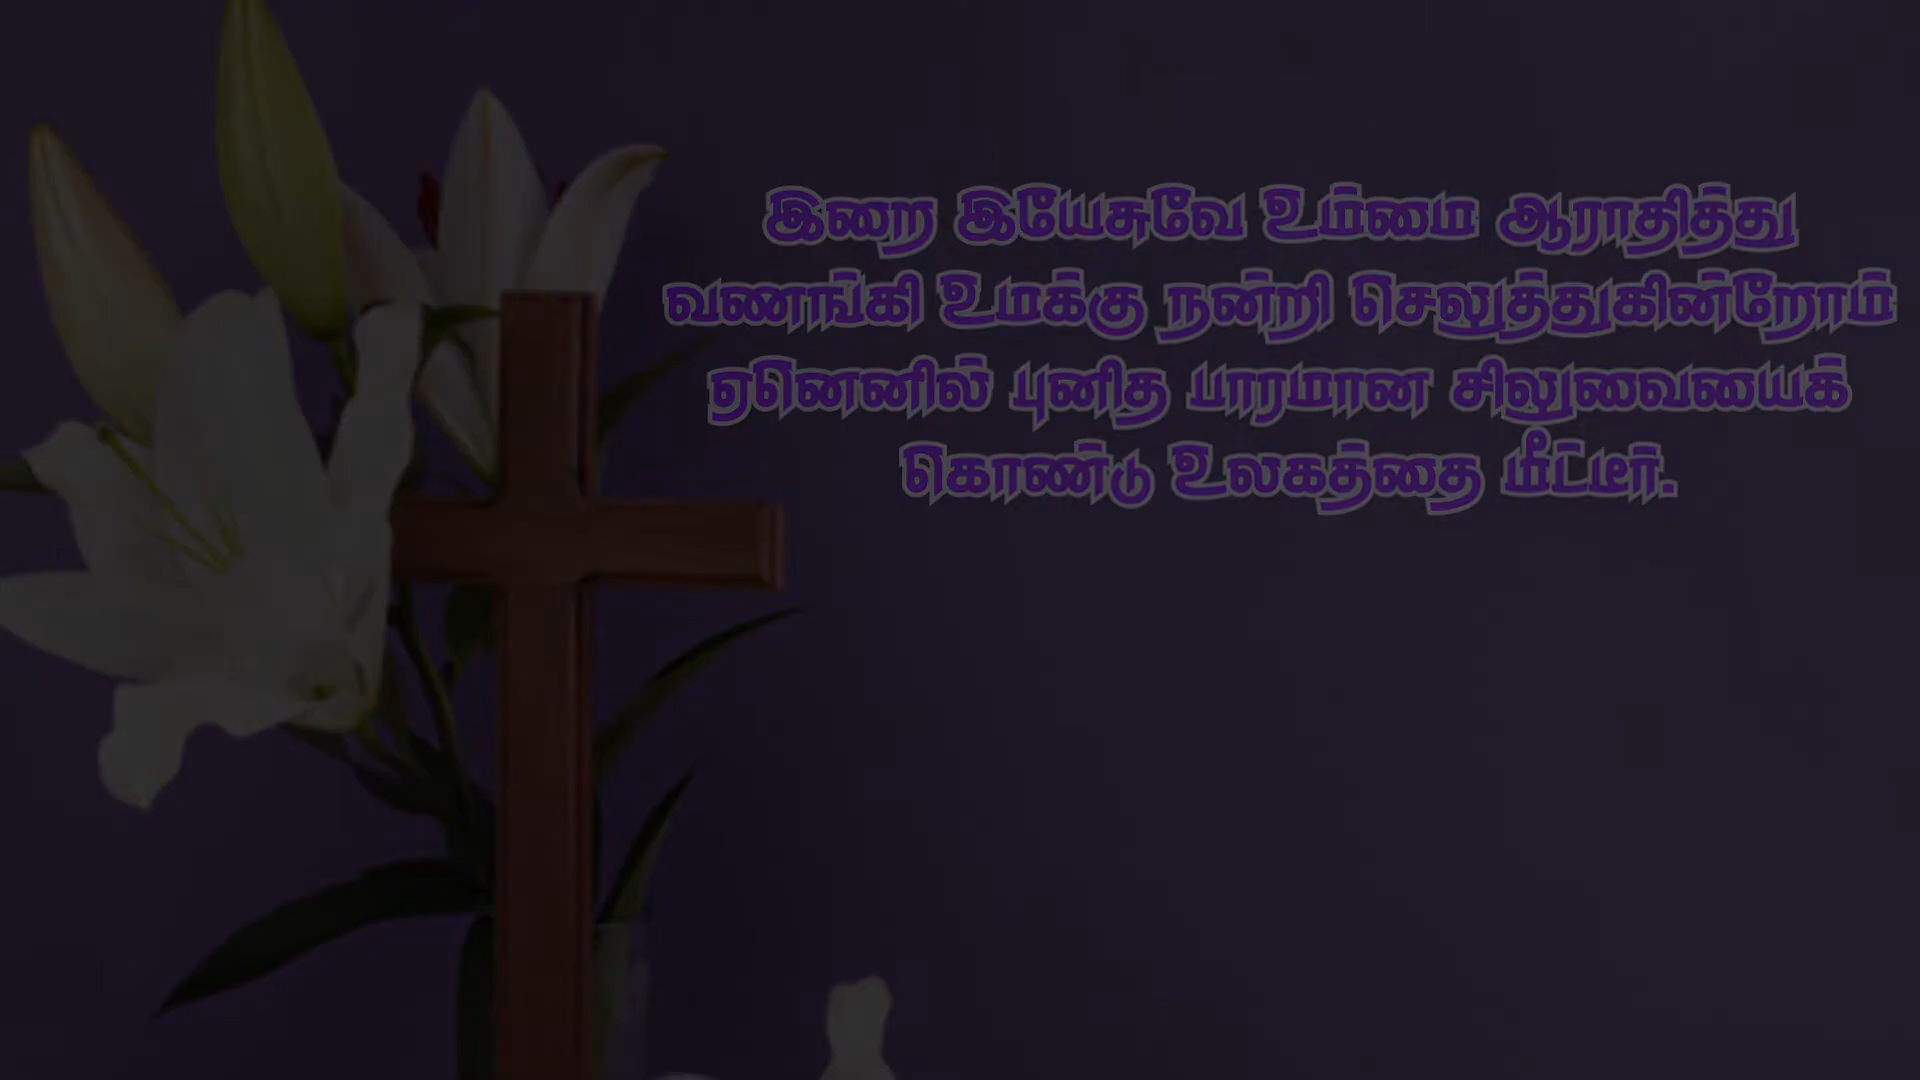 இறை இயேசுவே உம்மை ஆராதித்து
வணங்கி உமக்கு நன்றி செலுத்துகின்றோம்
ஏனெனில் புனித பாரமான சிலுவையைக்
கொண்டு உலகத்தை மீட்டீர்.